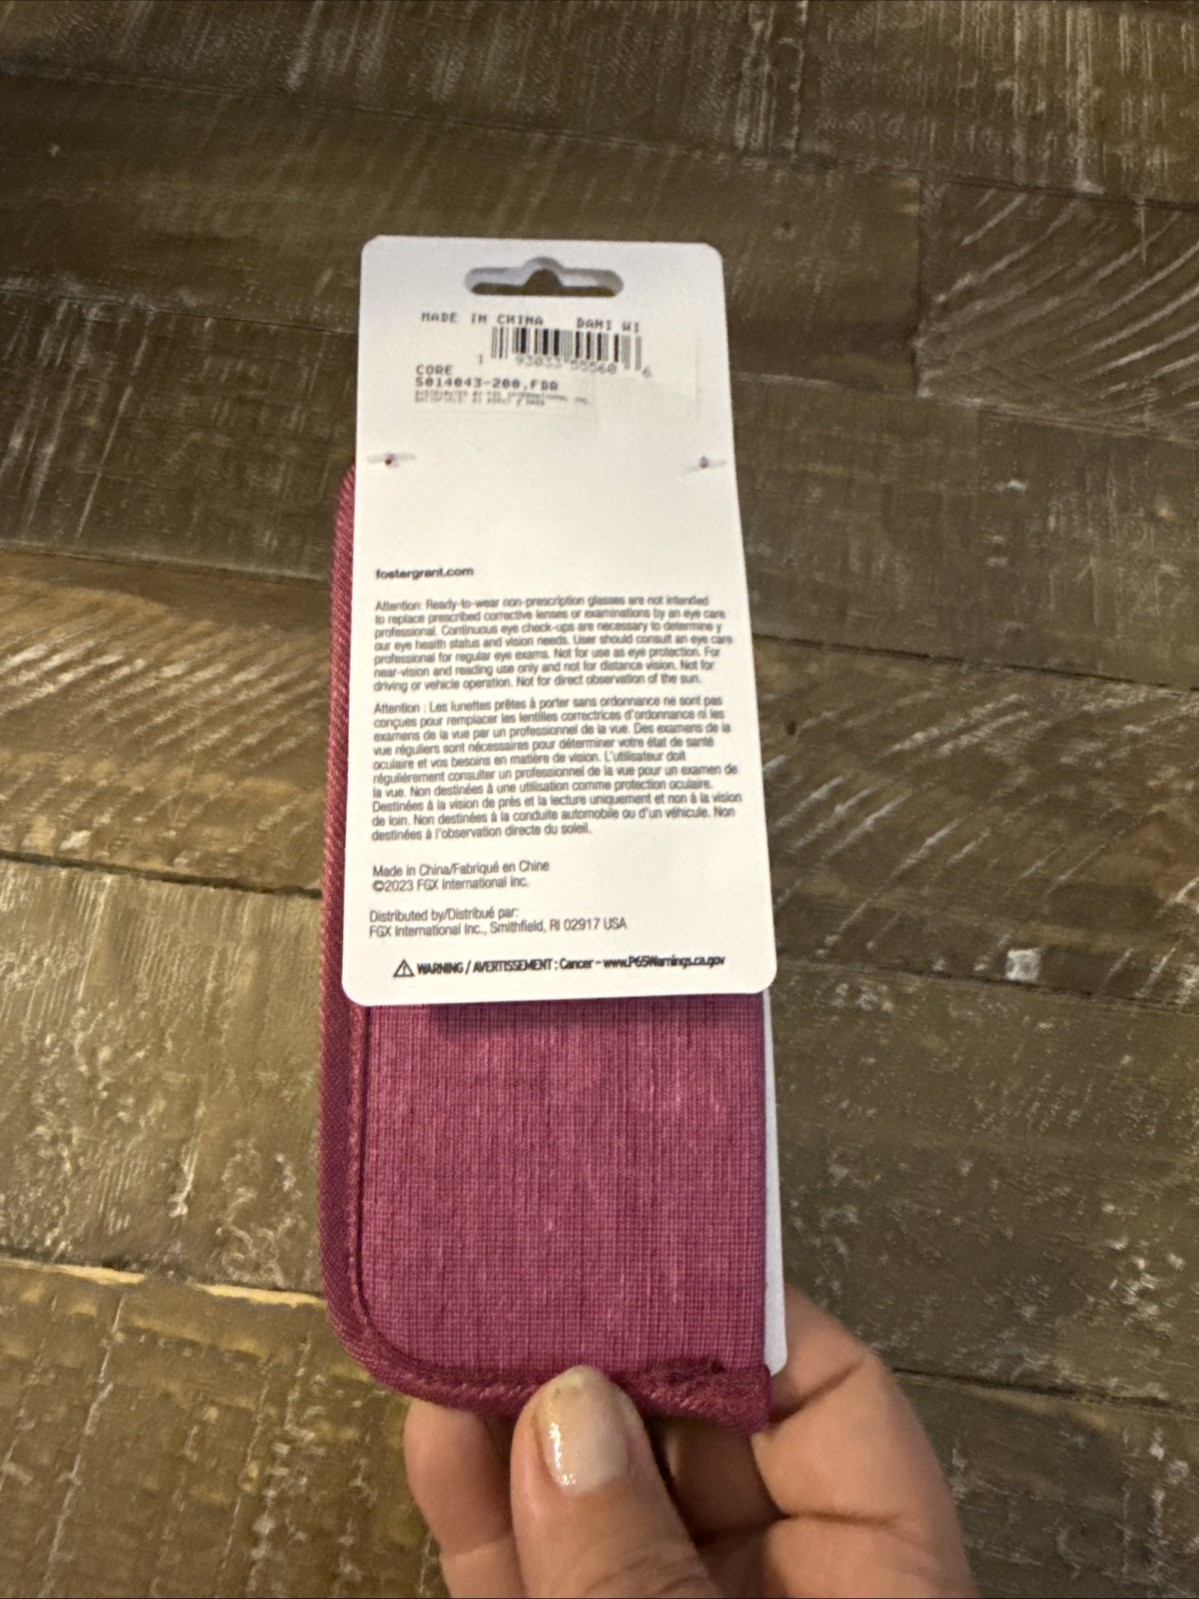 MADE IN CHINA DANI WI
1 93033 55560 6
CORE
5014043-200.FDR
fostergrant.com
Attention: Ready-to-wear non-prescription glasses are not intended
to replace prescribed corrective lenses or examinations by an eye care
professional. Continuous eye check-ups are necessary to determine y
our eye health status and vision needs. User should consult an eye care
professional for regular eye exams. Not for use as eye protection. For
near-vision and reading use only and not for distance vision. Not for
driving or vehicle operation. Not for direct observation of the sun.
Attention : Les lunettes prêtes à porter sans ordonnance ne sont pas
conçues pour remplacer les lentilles correctrices d'ordonnance ni les
examens de la vue par un professionnel de la vue. Des examens de la
vue réguliers sont nécessaires pour déterminer votre état de santé
oculaire et vos besoins en matière de vision. L'utilisateur doit
régulièrement consulter un professionnel de la vue pour un examen de
la vue. Non destinées à une utilisation comme protection oculaire.
Destinées à la vision de près et la lecture uniquement et non à la vision
de loin. Non destinées à la conduite automobile ou d'un véhicule. Non
destinées à l'observation directe du soleil.
Made in China/Fabriqué en Chine
©2023 FGX International Inc.
Distributed by/Distribué par:
FGX International Inc., Smithfield, RI 02917 USA
WARNING / AVERTISSEMENT : Cancer – www.P65Warnings.ca.gov